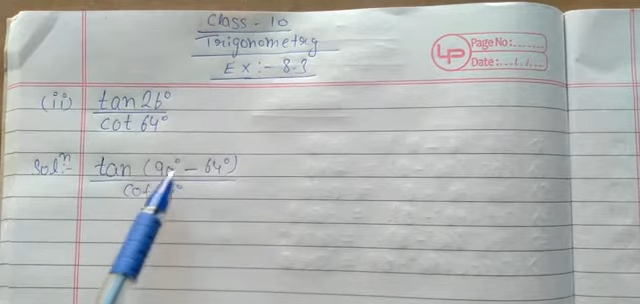 Class - 10
Trigonometry
Ex :- 8.3
LP
Page No:.......
Date: ...../...../.....
(ii) tan 26°
cot 64°
Solⁿ:- tan (90° - 64°)